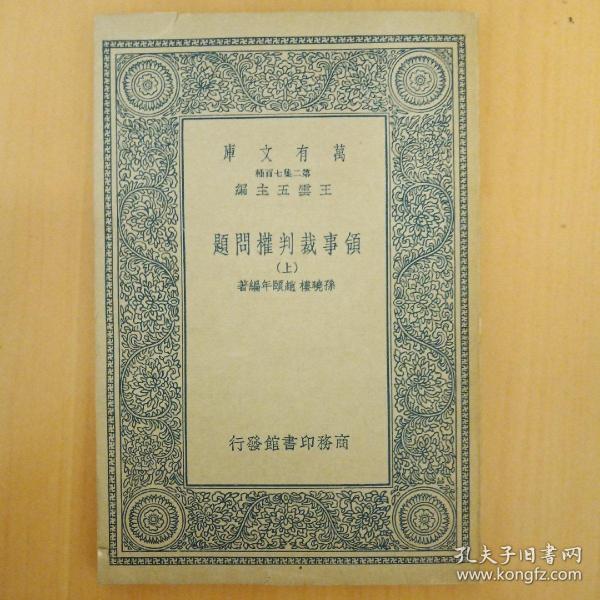 萬有文庫
第二集七百種
王雲五主編
領事裁判權問題
（上）
孫曉樓 趙頤年編著
商務印書館發行
孔夫子旧书网
www.kongfz.com